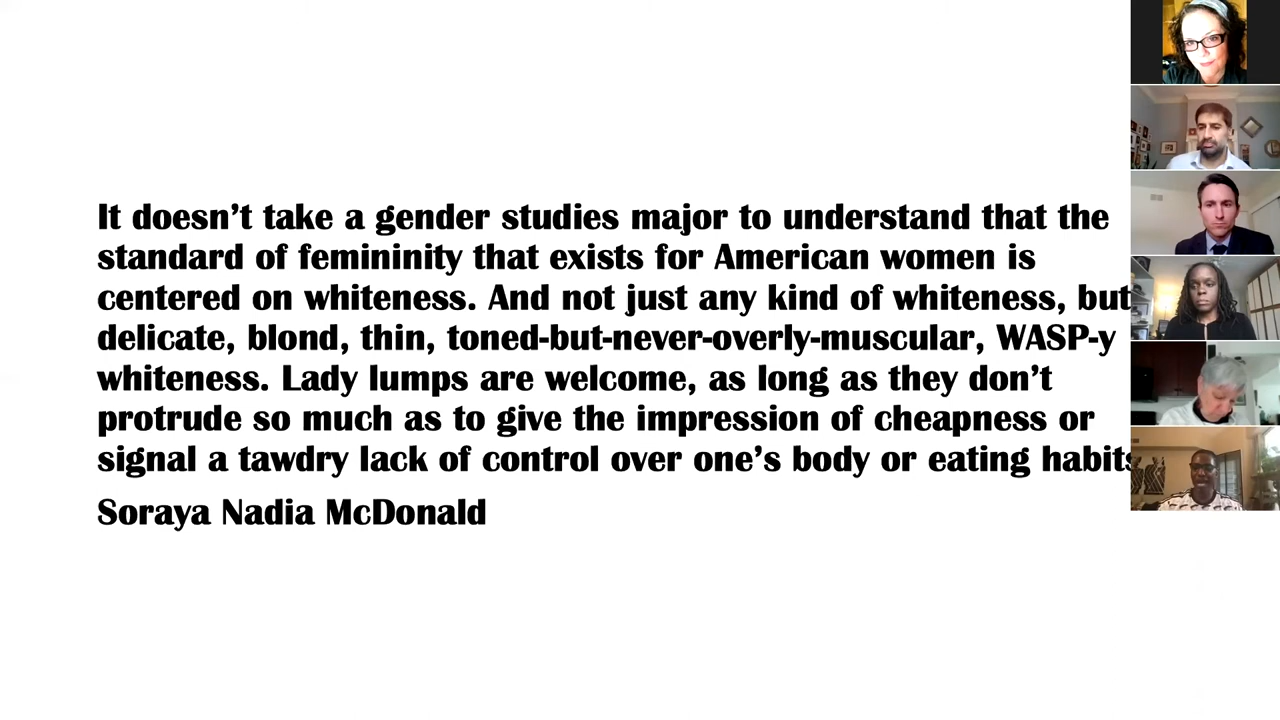 It doesn’t take a gender studies major to understand that the
standard of femininity that exists for American women is
centered on whiteness. And not just any kind of whiteness, but
delicate, blond, thin, toned-but-never-overly-muscular, WASP-y
whiteness. Lady lumps are welcome, as long as they don’t
protrude so much as to give the impression of cheapness or
signal a tawdry lack of control over one’s body or eating habits
Soraya Nadia McDonald